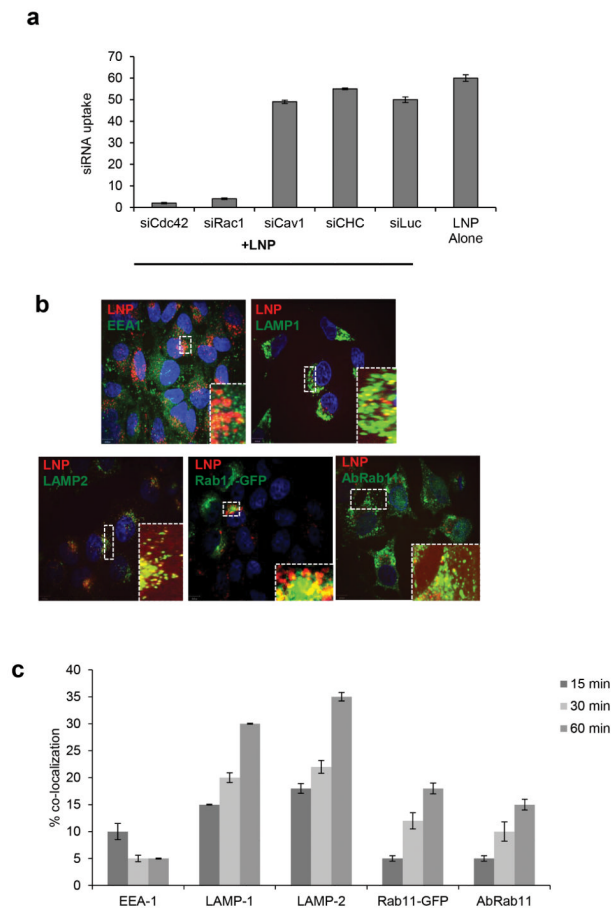 a
siRNA uptake
70
60
50
40
30
20
10
0
siCdc42 siRac1 siCav1 siCHC siLuc LNP Alone
+LNP
b
LNP
EEA1
LNP
LAMP1
LNP
LAMP2
LNP
Rab11-GFP
LNP
AbRab11
c
% co-localization
40
35
30
25
20
15
10
5
0
EEA-1 LAMP-1 LAMP-2 Rab11-GFP AbRab11
15 min
30 min
60 min